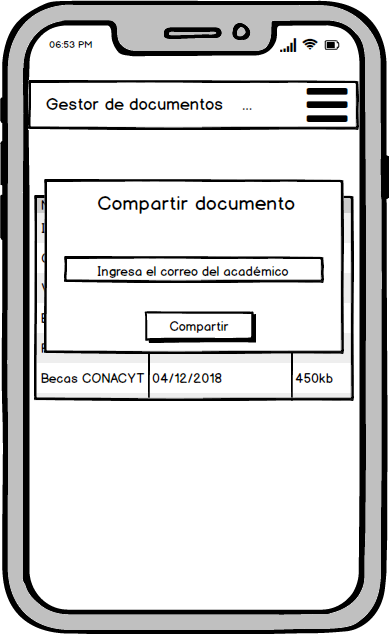 06:53 PM
Gestor de documentos ...
Compartir documento
Ingresa el correo del académico
Compartir
Becas CONACYT 04/12/2018 450kb